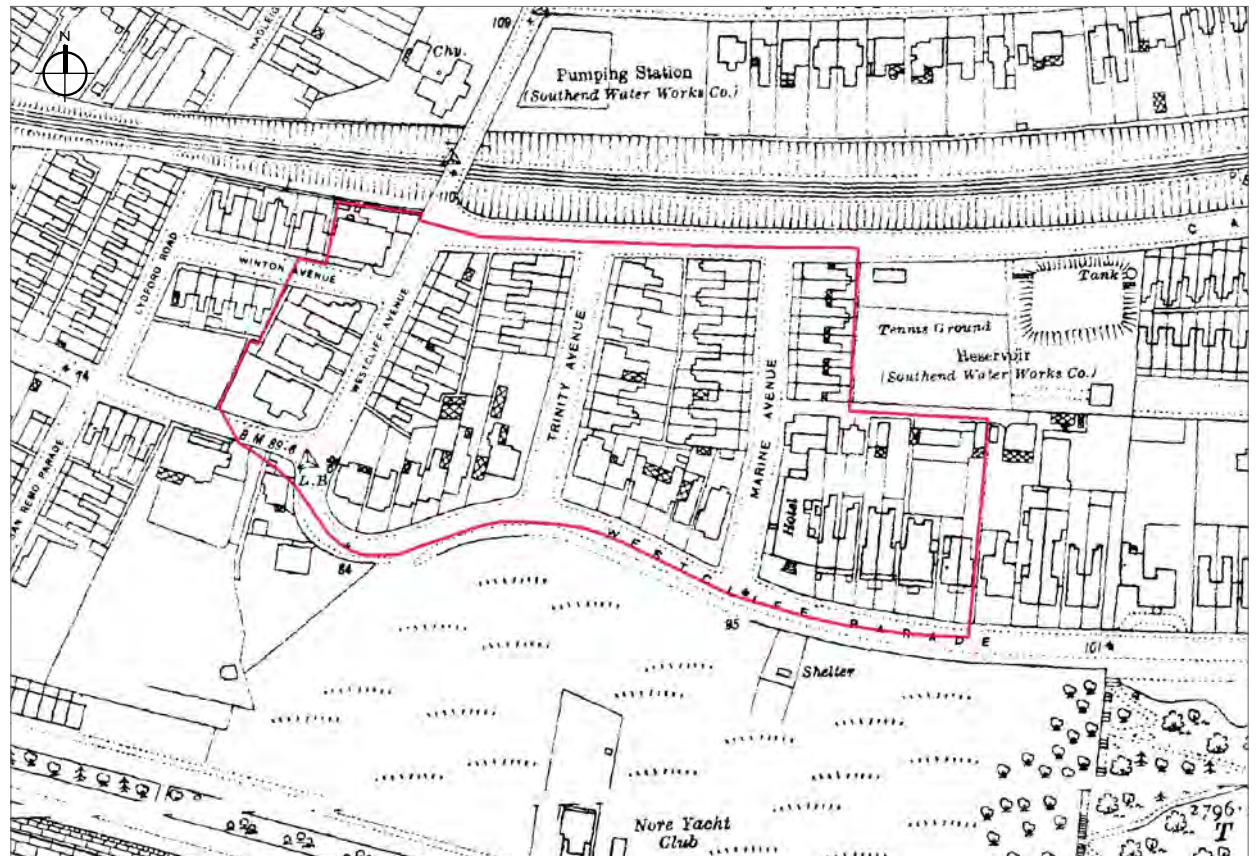 N
HADLEIGH
109
Chy.
Pumping Station
(Southend Water Works Co.)
110
C A
LYDFORD ROAD
WINTON AVENUE
WESTCLIFF AVENUE
TRINITY AVENUE
MARINE AVENUE
Tank
Tennis Ground
Reservoir
(Southend Water Works Co.)
B.M. 89·8
L.B
SAN REMO PARADE
Hotel
84
WESTCLIFF PARADE
95
101
Shelter
Nore Yacht
Club
2796
T